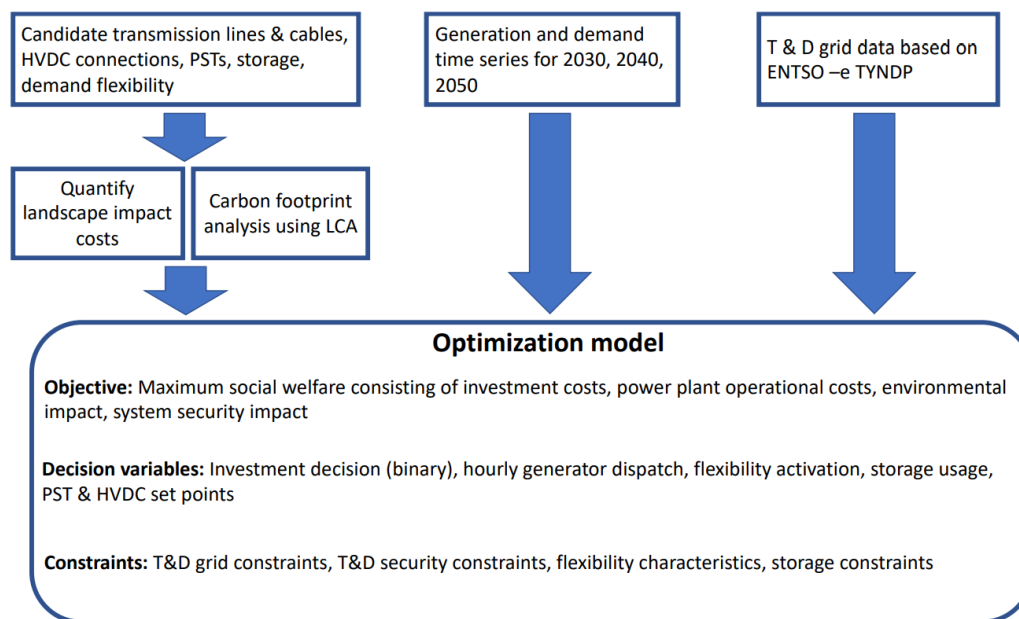 Candidate transmission lines & cables,
HVDC connections, PSTs, storage,
demand flexibility
Generation and demand
time series for 2030, 2040,
2050
T & D grid data based on
ENTSO –e TYNDP
Quantify
landscape impact
costs
Carbon footprint
analysis using LCA
Optimization model
Objective: Maximum social welfare consisting of investment costs, power plant operational costs, environmental
impact, system security impact
Decision variables: Investment decision (binary), hourly generator dispatch, flexibility activation, storage usage,
PST & HVDC set points
Constraints: T&D grid constraints, T&D security constraints, flexibility characteristics, storage constraints